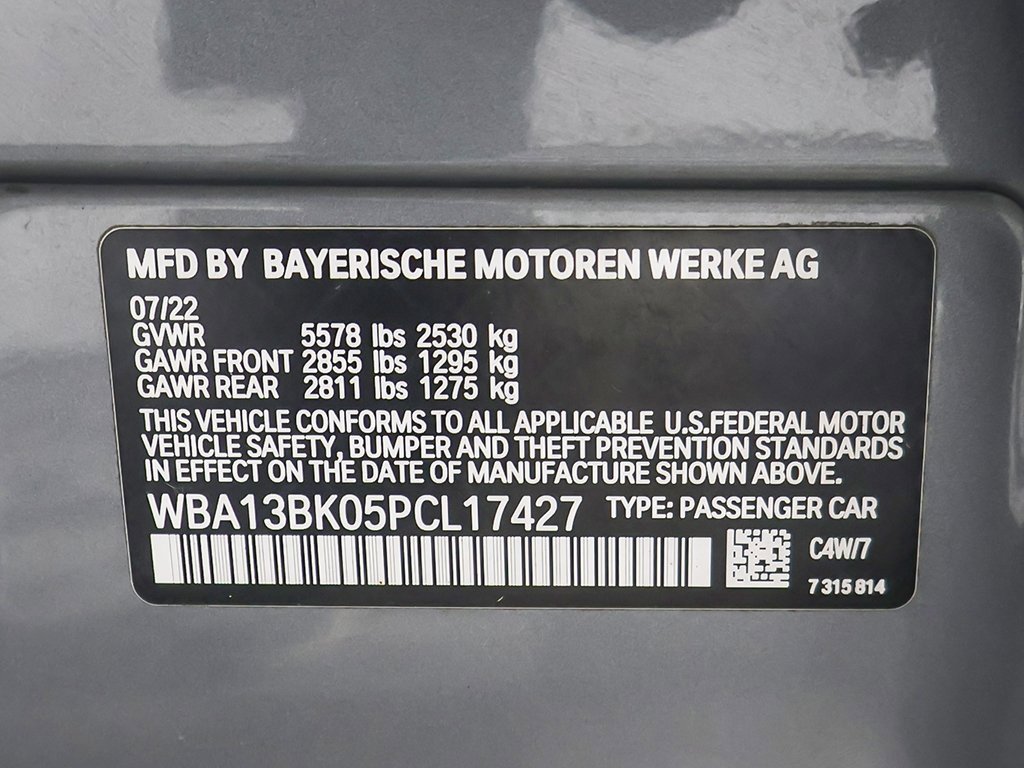 MFD BY BAYERISCHE MOTOREN WERKE AG
07/22
GVWR 5578 lbs 2530 kg
GAWR FRONT 2855 lbs 1295 kg
GAWR REAR 2811 lbs 1275 kg
THIS VEHICLE CONFORMS TO ALL APPLICABLE U.S.FEDERAL MOTOR
VEHICLE SAFETY, BUMPER AND THEFT PREVENTION STANDARDS
IN EFFECT ON THE DATE OF MANUFACTURE SHOWN ABOVE.
WBA13BK05PCL17427 TYPE: PASSENGER CAR
C4W/7
7 315 814